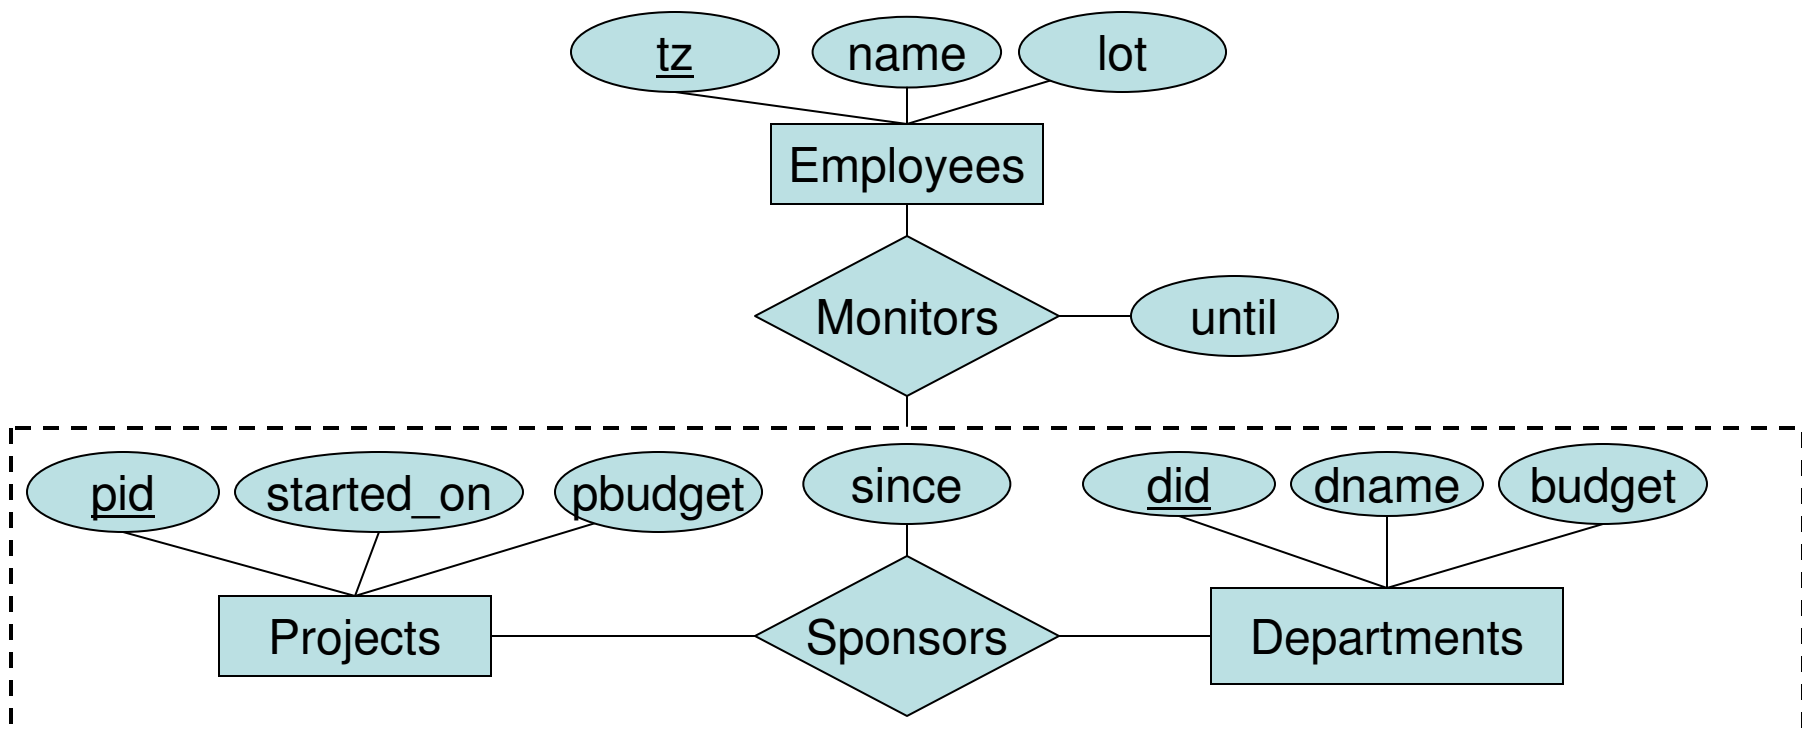 tz name lot
Employees
Monitors until
pid started_on pbudget since did dname budget
Projects Sponsors Departments